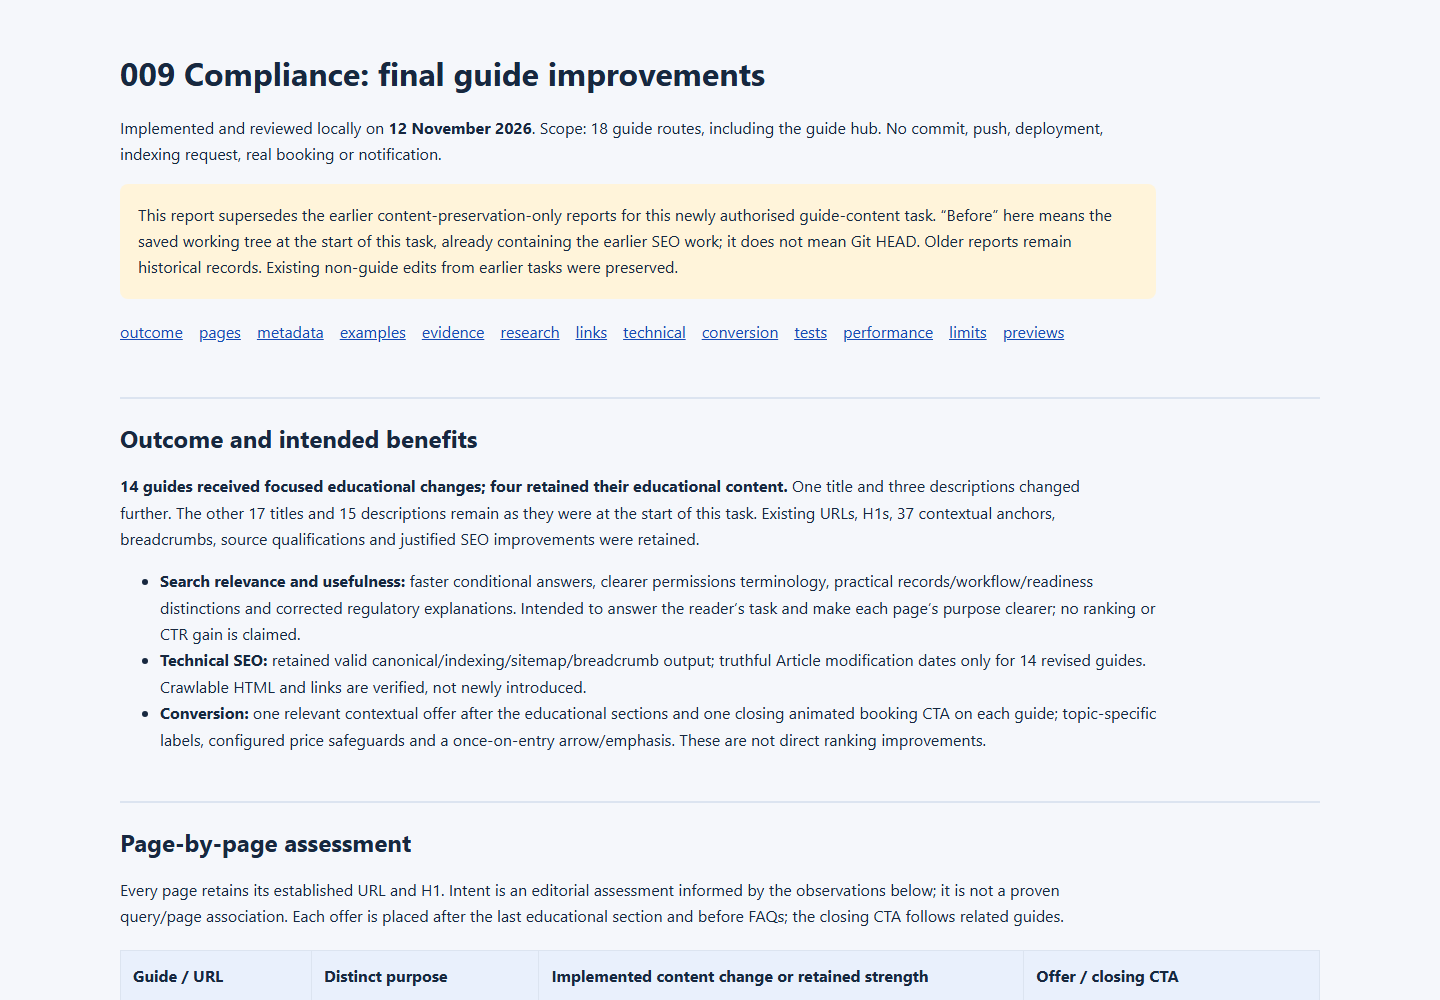 009 Compliance: final guide improvements
Implemented and reviewed locally on 12 November 2026. Scope: 18 guide routes, including the guide hub. No commit, push, deployment,
indexing request, real booking or notification.
This report supersedes the earlier content-preservation-only reports for this newly authorised guide-content task. “Before” here means the
saved working tree at the start of this task, already containing the earlier SEO work; it does not mean Git HEAD. Older reports remain
historical records. Existing non-guide edits from earlier tasks were preserved.
outcome pages metadata examples evidence research links technical conversion tests performance limits previews
Outcome and intended benefits
14 guides received focused educational changes; four retained their educational content. One title and three descriptions changed
further. The other 17 titles and 15 descriptions remain as they were at the start of this task. Existing URLs, H1s, 37 contextual anchors,
breadcrumbs, source qualifications and justified SEO improvements were retained.
• Search relevance and usefulness: faster conditional answers, clearer permissions terminology, practical records/workflow/readiness
distinctions and corrected regulatory explanations. Intended to answer the reader’s task and make each page’s purpose clearer; no ranking or
CTR gain is claimed.
• Technical SEO: retained valid canonical/indexing/sitemap/breadcrumb output; truthful Article modification dates only for 14 revised guides.
Crawlable HTML and links are verified, not newly introduced.
• Conversion: one relevant contextual offer after the educational sections and one closing animated booking CTA on each guide; topic-specific
labels, configured price safeguards and a once-on-entry arrow/emphasis. These are not direct ranking improvements.
Page-by-page assessment
Every page retains its established URL and H1. Intent is an editorial assessment informed by the observations below; it is not a proven
query/page association. Each offer is placed after the last educational section and before FAQs; the closing CTA follows related guides.
Guide / URL Distinct purpose Implemented content change or retained strength Offer / closing CTA